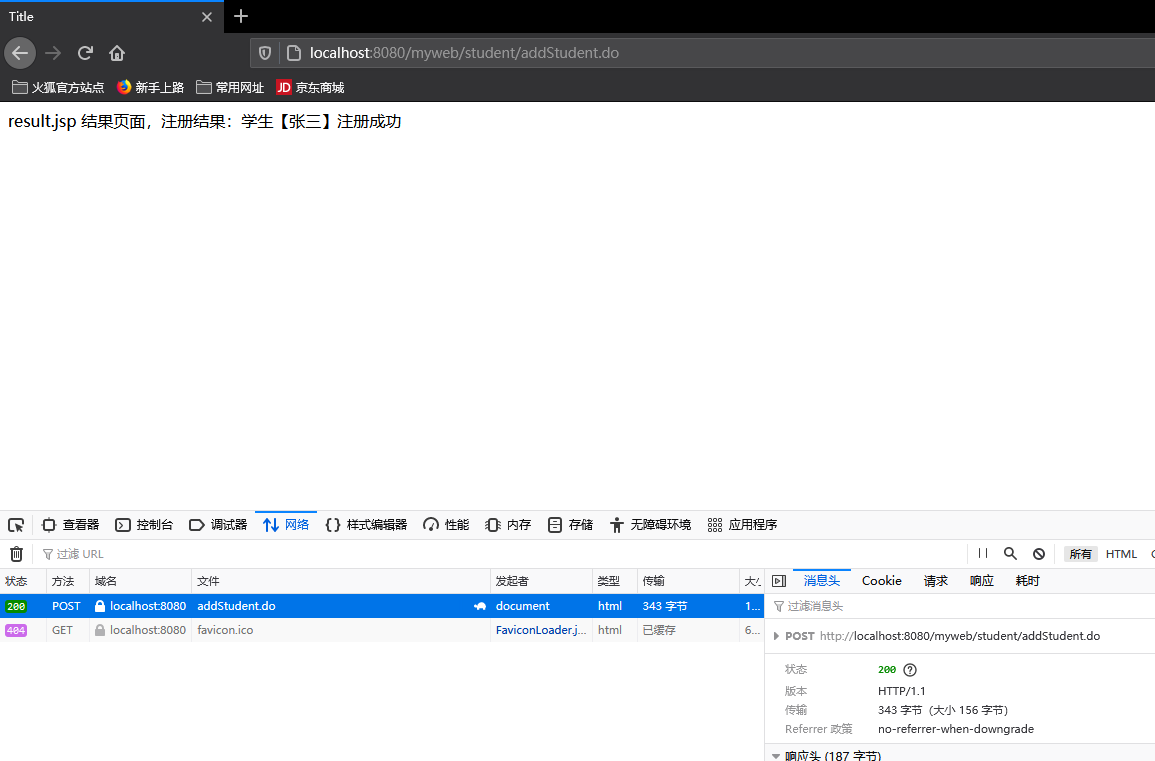 Title
localhost:8080/myweb/student/addStudent.do
火狐官方站点 新手上路 常用网址 JD 京东商城
result.jsp 结果页面，注册结果：学生【张三】注册成功
查看器 控制台 调试器 网络 {} 样式编辑器 性能 内存 存储 无障碍环境 应用程序
过滤 URL 所有 HTML
状态 方法 域名 文件 发起者 类型 传输 大 消息头 Cookie 请求 响应 耗时
200 POST localhost:8080 addStudent.do document html 343 字节 1... 过滤消息头
404 GET localhost:8080 favicon.ico FaviconLoader.j... html 已缓存 6...
POST http://localhost:8080/myweb/student/addStudent.do
状态 200
版本 HTTP/1.1
传输 343 字节（大小 156 字节）
Referrer 政策 no-referrer-when-downgrade
响应头 (187 字节)